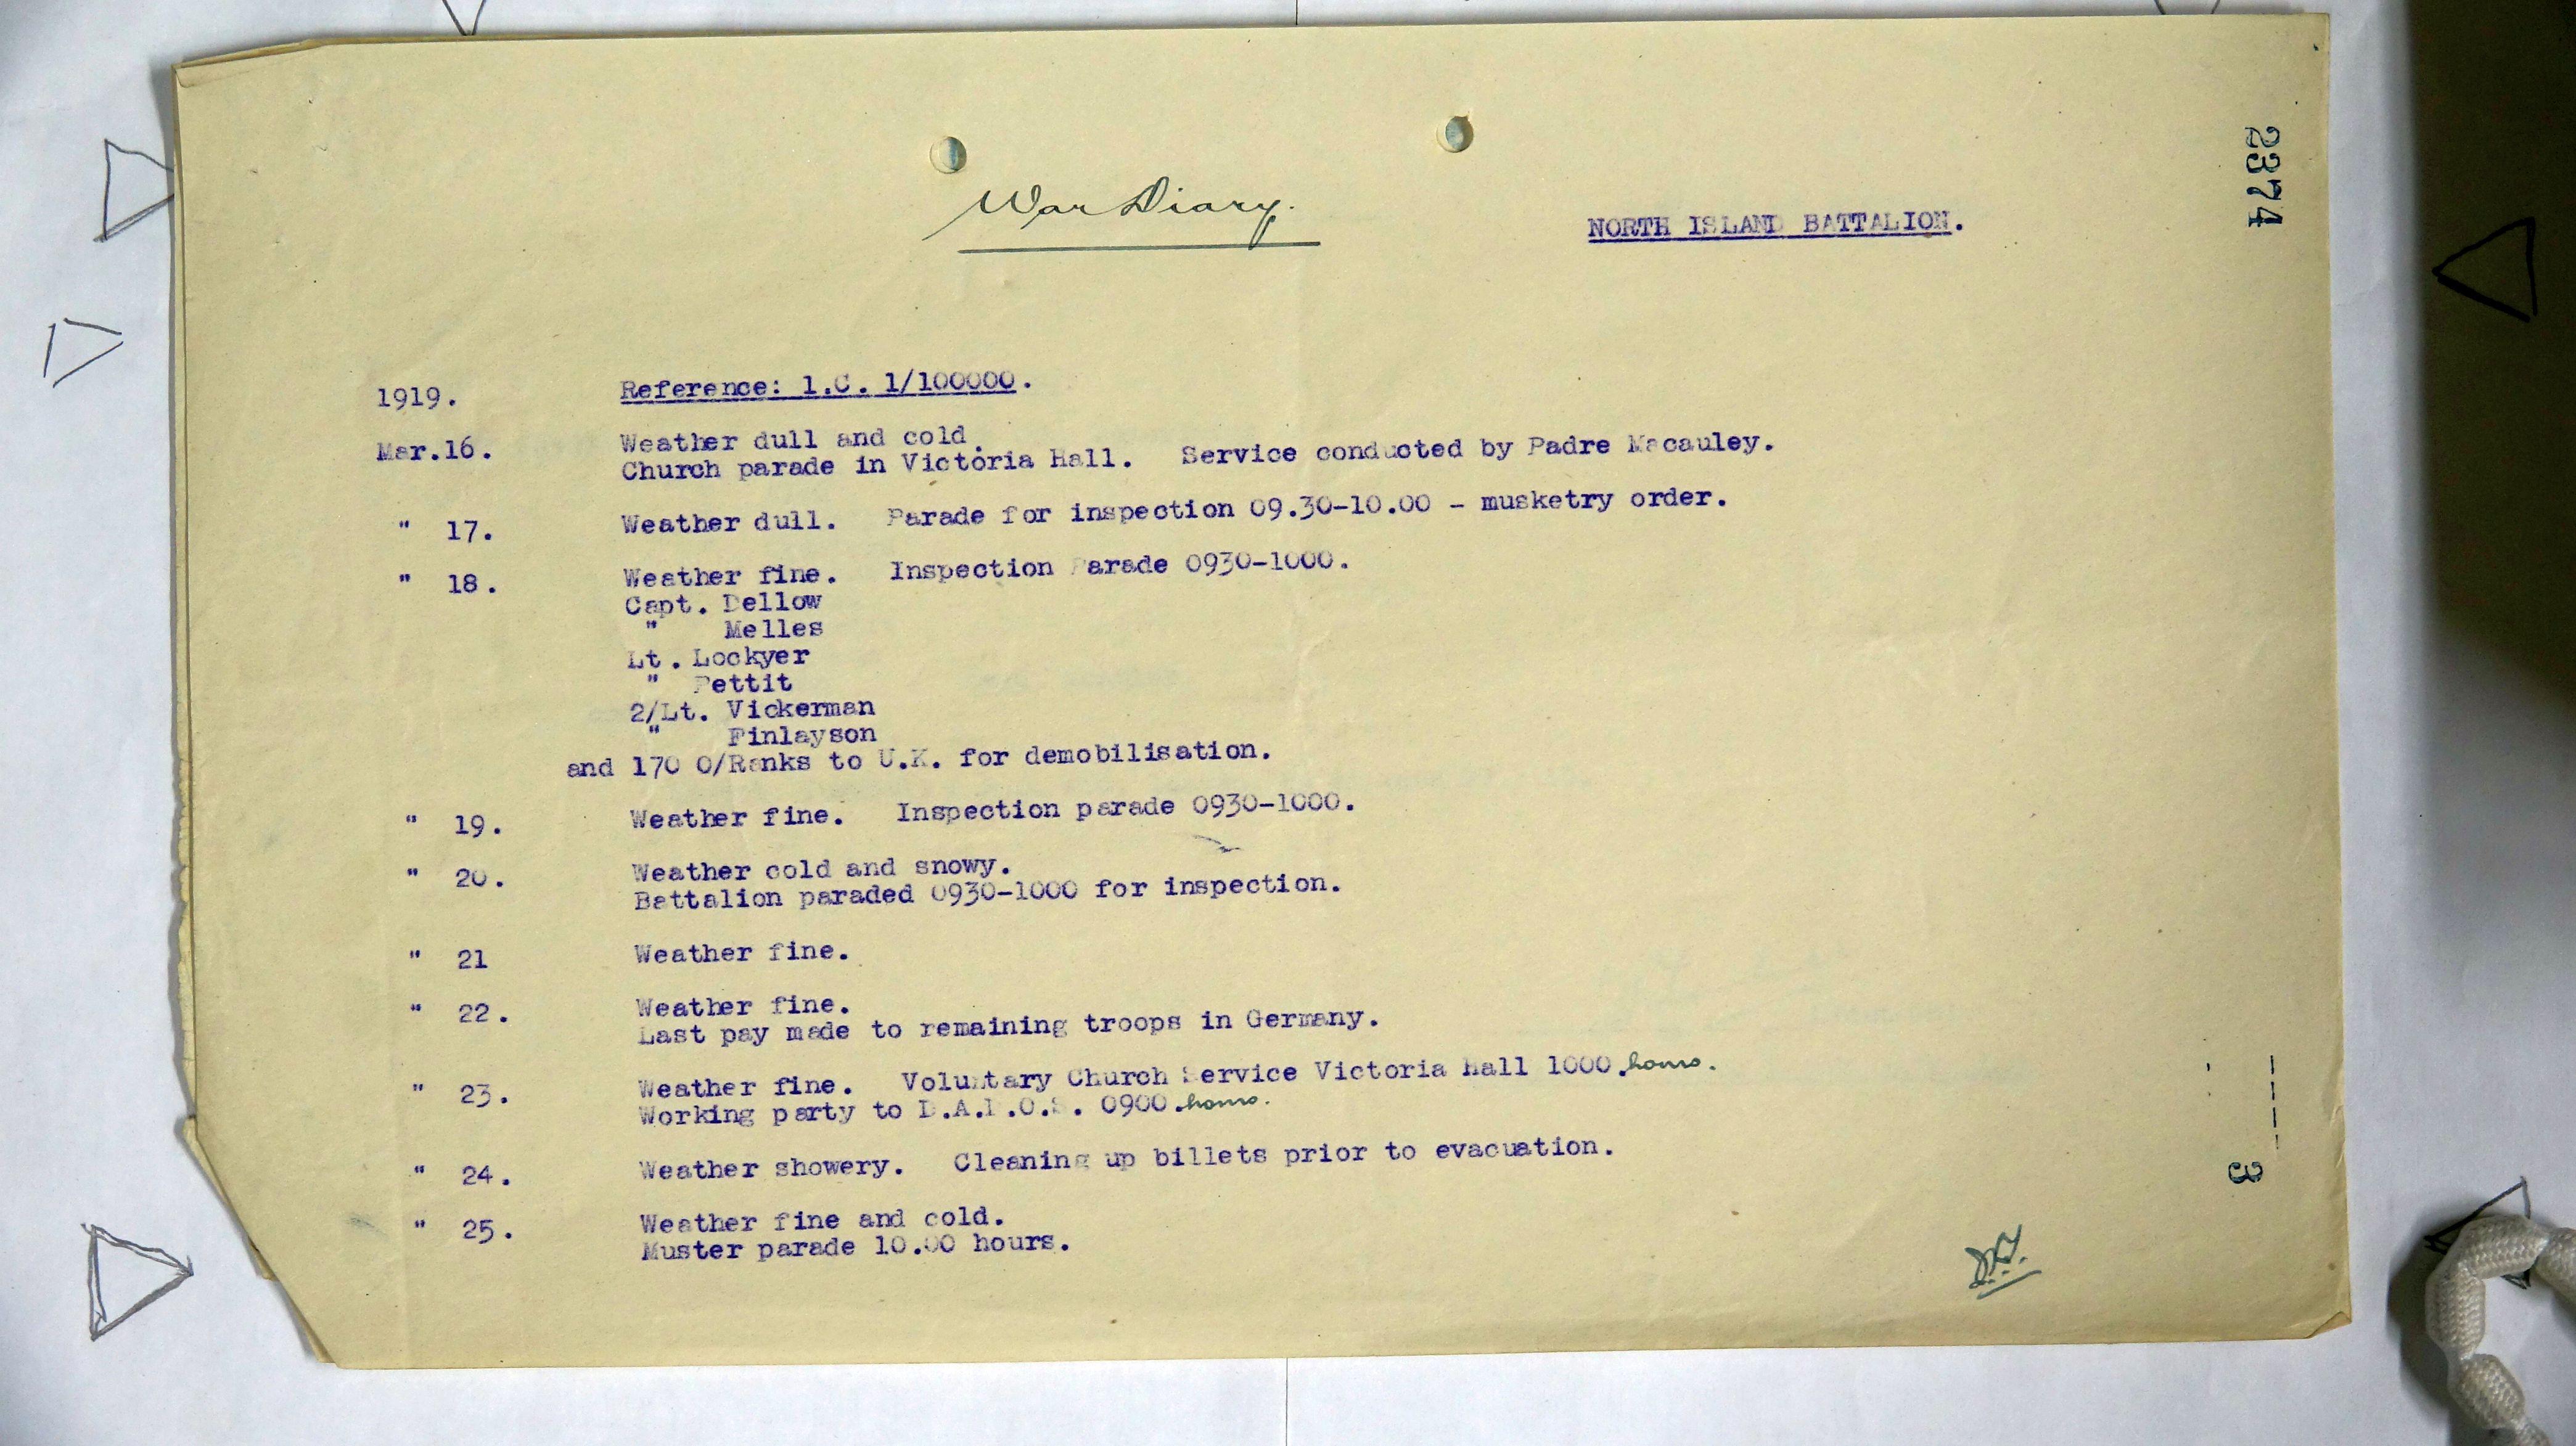 War Diary.
NORTH ISLAND BATTALION.
2374
1919. Reference: 1.C. 1/100000.
Mar.16. Weather dull and cold.
Church parade in Victoria Hall. Service conducted by Padre Macauley.
" 17. Weather dull. Parade for inspection 09.30-10.00 - musketry order.
" 18. Weather fine. Inspection Parade 0930-1000.
Capt. Dellow
" Melles
Lt. Lockyer
" Pettit
2/Lt. Vickerman
" Finlayson
and 170 O/Ranks to U.K. for demobilisation.
" 19. Weather fine. Inspection parade 0930-1000.
" 20. Weather cold and snowy.
Battalion paraded 0930-1000 for inspection.
" 21 Weather fine.
" 22. Weather fine.
Last pay made to remaining troops in Germany.
" 23. Weather fine. Voluntary Church Service Victoria Hall 1000.hours.
Working party to 0900.hours.
" 24. Weather showery. Cleaning up billets prior to evacuation.
" 25. Weather fine and cold.
Muster parade 10.00 hours.
---- 3